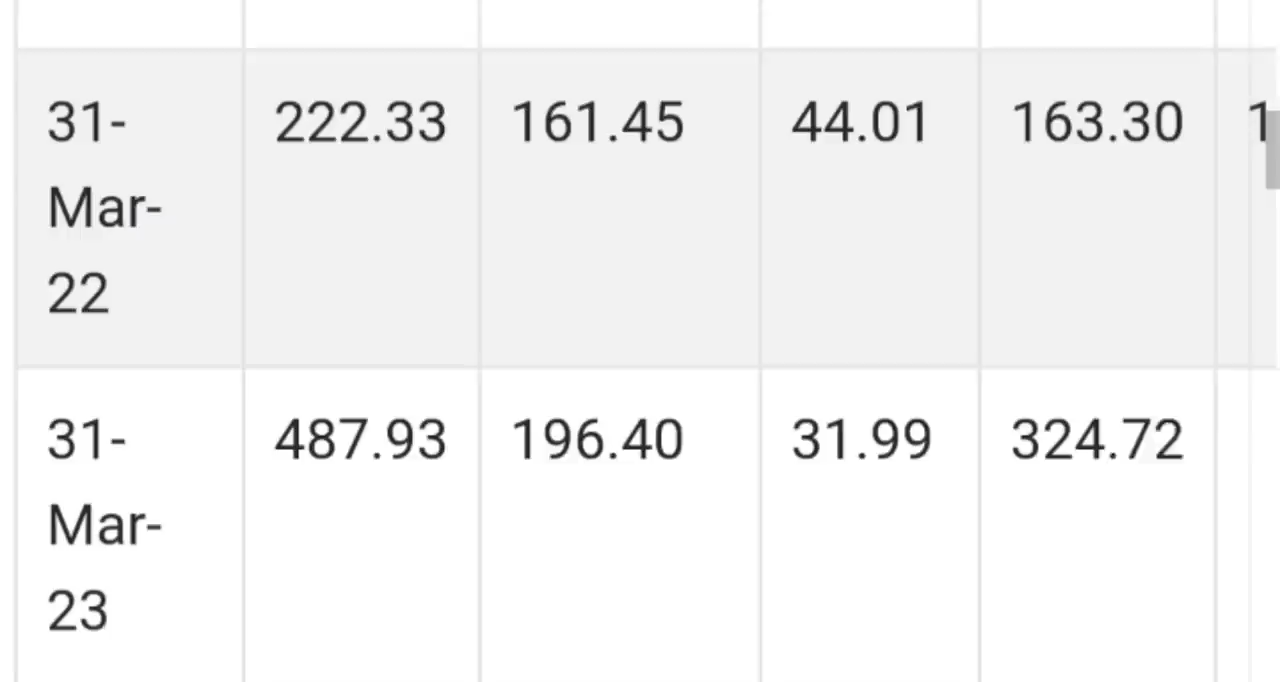 31- 222.33 161.45 44.01 163.30 1
Mar-
22
31- 487.93 196.40 31.99 324.72
Mar-
23